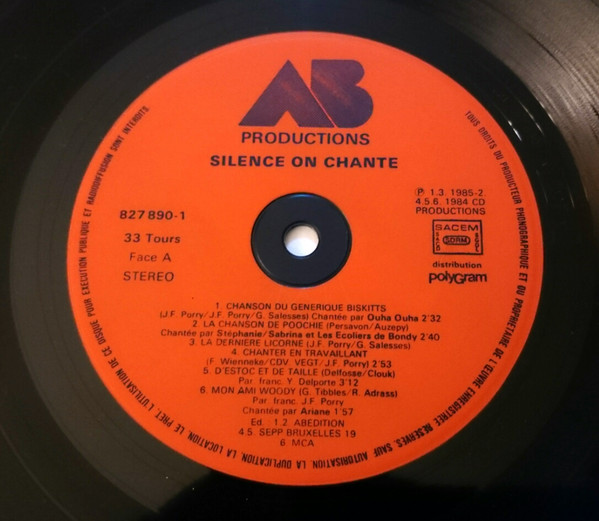 AB
PRODUCTIONS
SILENCE ON CHANTE
827 890-1
33 Tours
Face A
STEREO
Ⓟ 1.3. 1985-2.
4.5.6. 1984 CD
PRODUCTIONS
SACEM
SDRM
distribution
polyGram
1. CHANSON DU GENERIQUE BISKITTS
(J.F. Porry/J.F. Porry/G. Salesses) Chantée par Ouha Ouha 2'32
2. LA CHANSON DE POOCHIE (Persavon/Auzepy)
Chantée par Stéphanie/Sabrina et Les Ecoliers de Bondy 2'40
3. LA DERNIERE LICORNE (J.F. Porry/G. Salesses)
4. CHANTER EN TRAVAILLANT
(F. Wienneke/CDV. VEGT/J.F. Porry) 2'53
5. D'ESTOC ET DE TAILLE (Delfosse/Clouk)
Par. franc. Y. Delporte 3'12
6. MON AMI WOODY (G. Tibbles/R. Adrass)
Par. franc. J.F. Porry
Chantée par Ariane 1'57
Ed. 1.2. ABEDITION
4.5. SEPP BRUXELLES 19
6. MCA
TOUS DROITS DU PRODUCTEUR PHONOGRAPHIQUE ET DU PROPRIETAIRE DE L'ŒUVRE ENREGISTREE RESERVES. SAUF AUTORISATION, LA DUPLICATION, LA LOCATION, LE PRET, L'UTILISATION DE CE DISQUE POUR EXECUTION PUBLIQUE ET RADIODIFFUSION SONT INTERDITS.